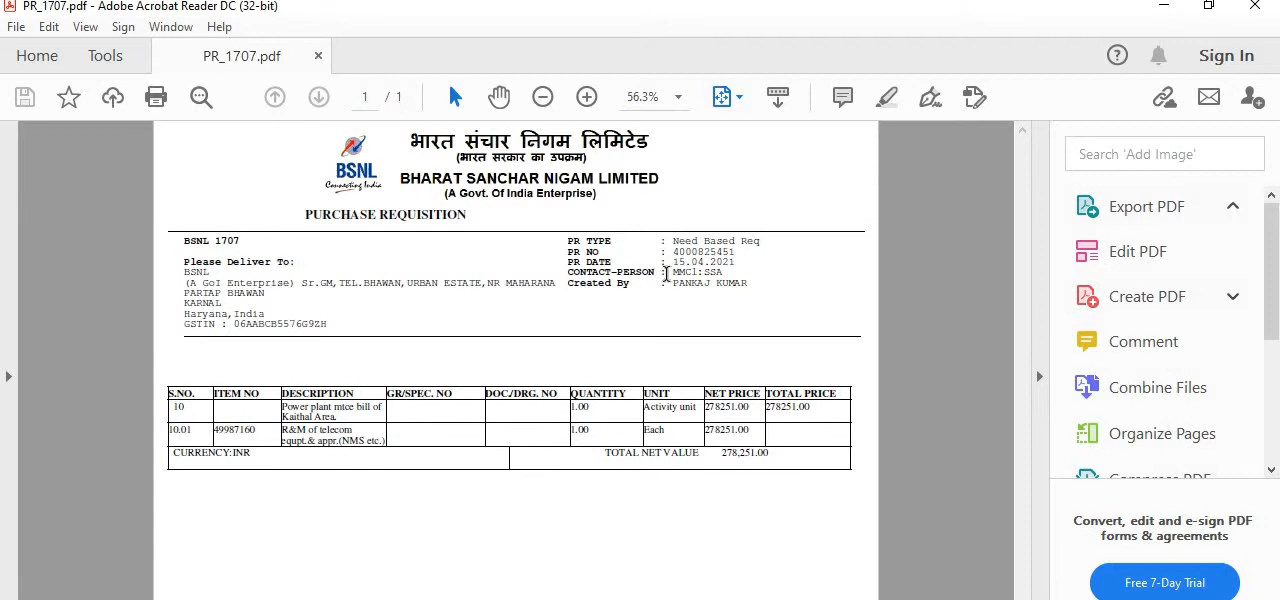 PR_1707.pdf - Adobe Acrobat Reader DC (32-bit)
File Edit View Sign Window Help
Home Tools PR_1707.pdf Sign In
1 / 1 56.3%
भारत संचार निगम लिमिटेड
(भारत सरकार का उपक्रम)
BSNL
Connecting India
BHARAT SANCHAR NIGAM LIMITED
(A Govt. Of India Enterprise)
PURCHASE REQUISITION
BSNL 1707
Please Deliver To:
BSNL
(A GoI Enterprise) Sr.GM,TEL.BHAWAN,URBAN ESTATE,NR MAHARANA
PARTAP BHAWAN
KARNAL
Haryana,India
GSTIN : 06AABCB5576G9ZH
PR TYPE : Need Based Req
PR NO : 4000825451
PR DATE : 15.04.2021
CONTACT-PERSON : MMCl:SSA
Created By : PANKAJ KUMAR
S.NO. ITEM NO DESCRIPTION GR/SPEC. NO DOC./DRG. NO QUANTITY UNIT NET PRICE TOTAL PRICE
10 Power plant mtce bill of 1.00 Activity unit 278251.00 278251.00
Kaithal Area.
10.01 49987160 R&M of telecom 1.00 Each 278251.00
equpt.& appr.(NMS etc.)
CURRENCY:INR TOTAL NET VALUE 278,251.00
Search 'Add Image'
Export PDF
Edit PDF
Create PDF
Comment
Combine Files
Organize Pages
Compress PDF
Convert, edit and e-sign PDF
forms & agreements
Free 7-Day Trial